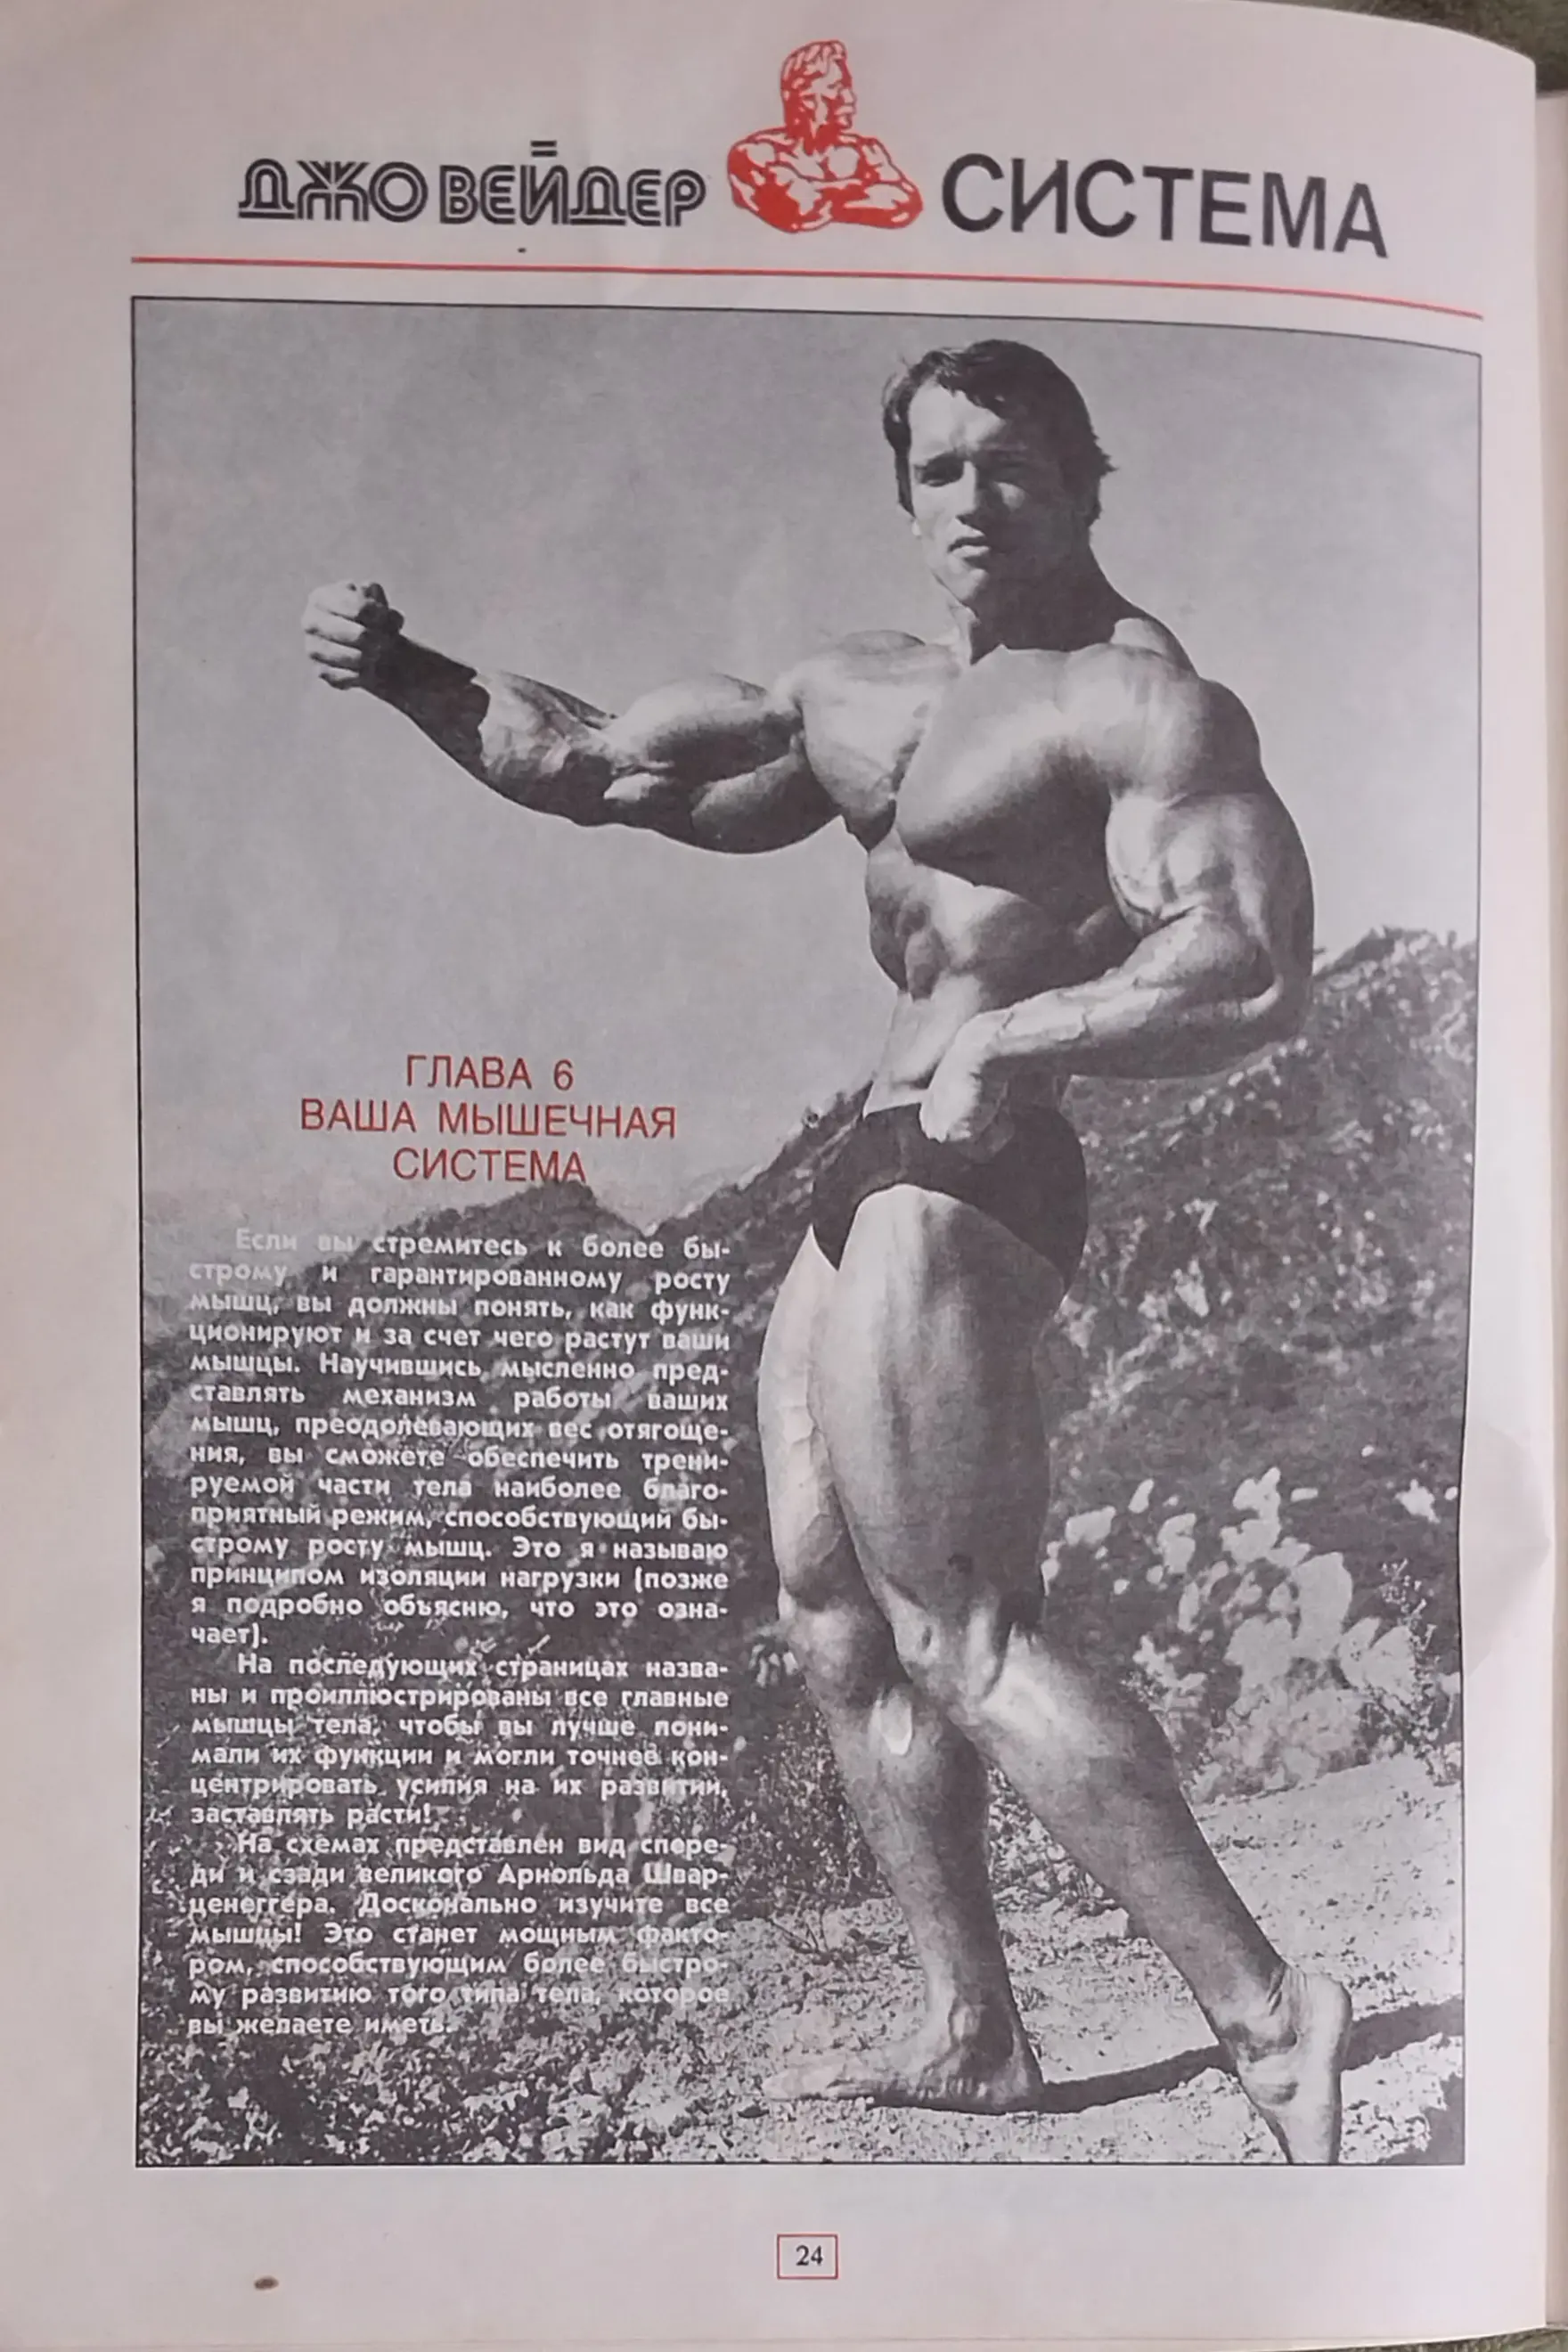 ДЖО ВЕЙДЕР СИСТЕМА
ГЛАВА 6
ВАША МЫШЕЧНАЯ
СИСТЕМА
Если вы стремитесь к более бы-
строму и гарантированному росту
мышц, вы должны понять, как функ-
ционируют и за счет чего растут ваши
мышцы. Научившись мысленно пред-
ставлять механизм работы ваших
мышц, преодолевающих вес отягоще-
ния, вы сможете обеспечить трени-
руемой части тела наиболее благо-
приятный режим, способствующий бы-
строму росту мышц. Это я называю
принципом изоляции нагрузки (позже
я подробно объясню, что это озна-
чает).
На последующих страницах назва-
ны и проиллюстрированы все главные
мышцы тела, чтобы вы лучше пони-
мали их функции и могли точнее кон-
центрировать усилия на их развитии,
заставлять расти!
На схемах представлен вид спере-
ди и сзади великого Арнольда Швар-
ценеггера. Досконально изучите все
мышцы! Это станет мощным факто-
ром, способствующим более быстро-
му развитию того типа тела, которое
вы желаете иметь.
24